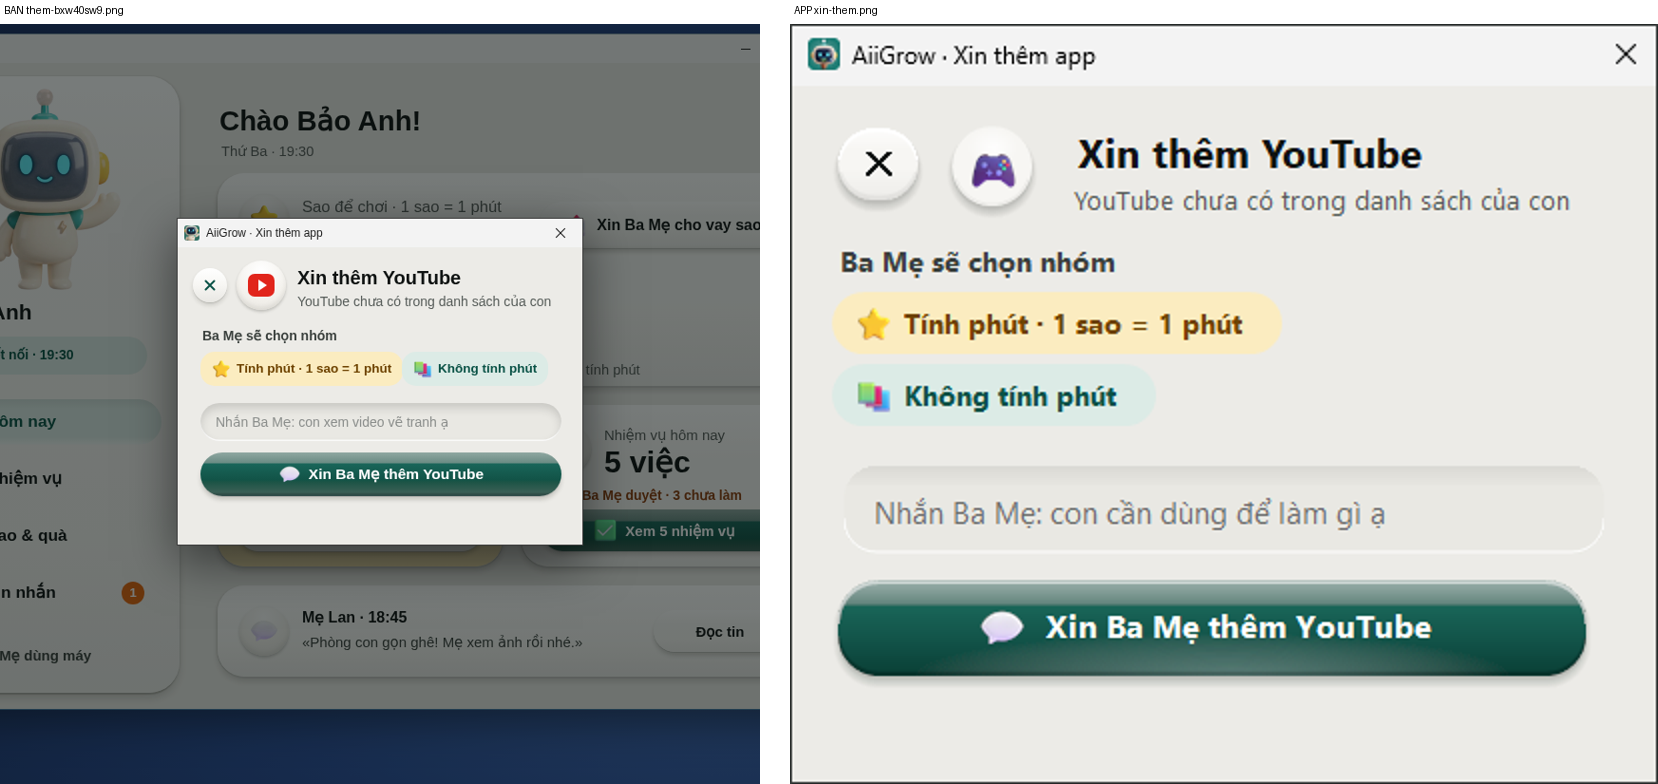 BAN them-bxw40sw9.png
Chào Bảo Anh!
Thứ Ba · 19:30
Sao để chơi · 1 sao = 1 phút
Xin Ba Mẹ cho vay sao
Anh
t nối · 19:30
ôm nay
hiệm vụ
ao & quà
n nhắn
1
Mẹ dùng máy
AiiGrow · Xin thêm app
Xin thêm YouTube
YouTube chưa có trong danh sách của con
Ba Mẹ sẽ chọn nhóm
Tính phút · 1 sao = 1 phút
Không tính phút
Nhắn Ba Mẹ: con xem video vẽ tranh ạ
Xin Ba Mẹ thêm YouTube
tính phút
Nhiệm vụ hôm nay
5 việc
Ba Mẹ duyệt · 3 chưa làm
Xem 5 nhiệm vụ
Mẹ Lan · 18:45
«Phòng con gọn ghê! Mẹ xem ảnh rồi nhé.»
Đọc tin
APP xin-them.png
AiiGrow · Xin thêm app
Xin thêm YouTube
YouTube chưa có trong danh sách của con
Ba Mẹ sẽ chọn nhóm
Tính phút · 1 sao = 1 phút
Không tính phút
Nhắn Ba Mẹ: con cần dùng để làm gì ạ
Xin Ba Mẹ thêm YouTube